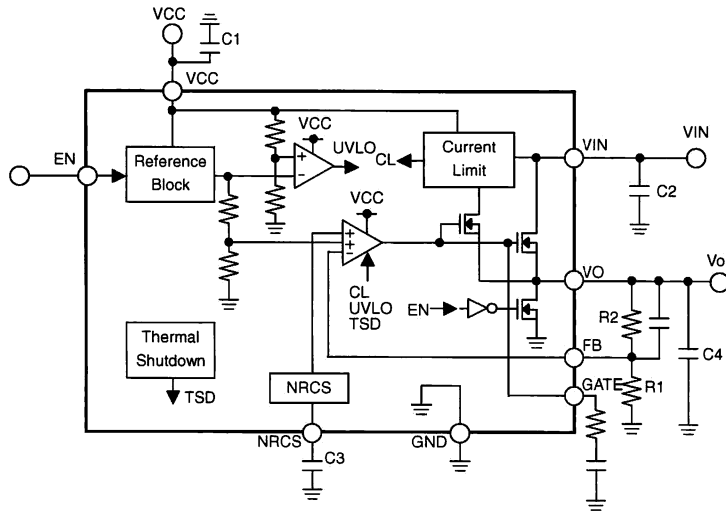 VCC
C1
VCC
VCC
UVLO
EN
Reference
Block
+
-
CL
Current
Limit
VIN
VIN
C2
VCC
+
+
-
CL
UVLO
TSD
EN
VO
Vo
R2
C4
FB
Thermal
Shutdown
TSD
NRCS
GATE
R1
NRCS
GND
C3